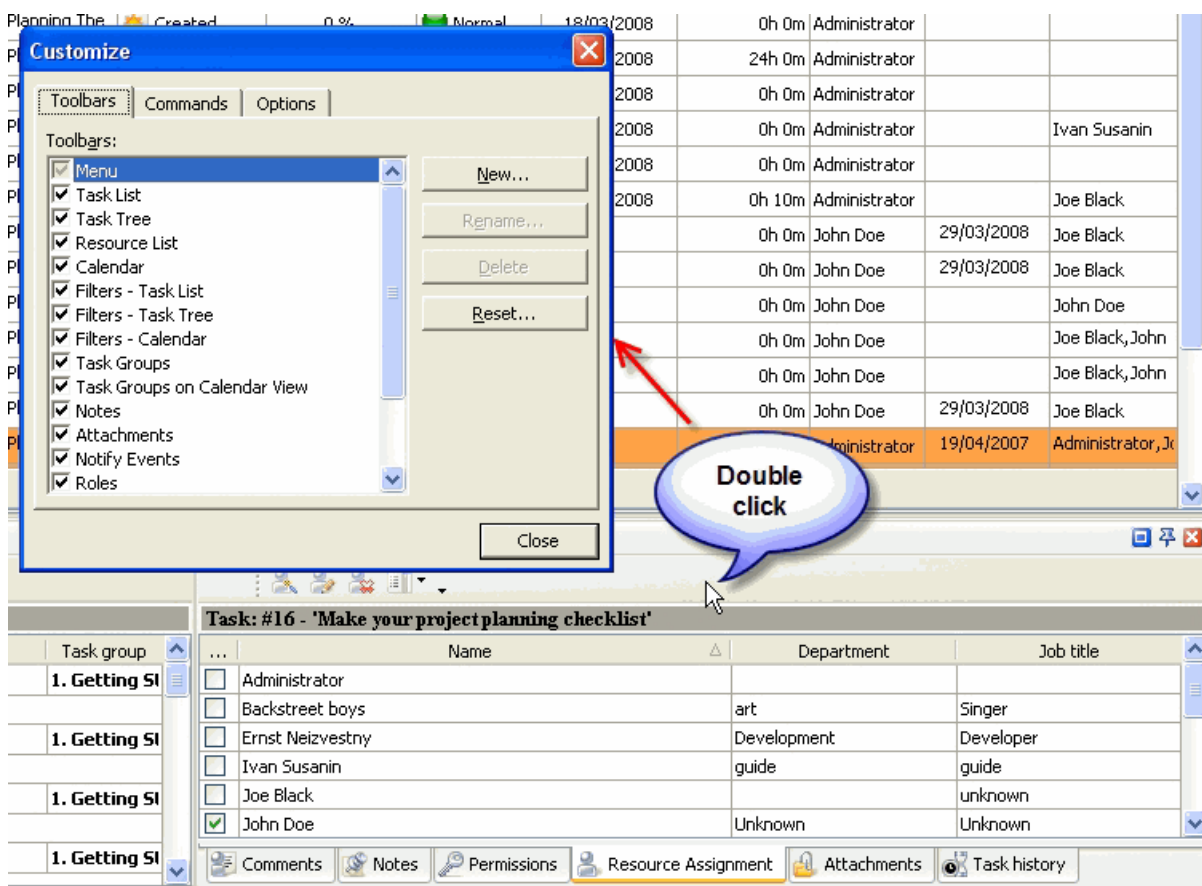 Planning The Created 0 % Normal 18/03/2008 0h 0m Administrator
Customize
Toolbars Commands Options
Toolbars:
Menu
Task List
Task Tree
Resource List
Calendar
Filters - Task List
Filters - Task Tree
Filters - Calendar
Task Groups
Task Groups on Calendar View
Notes
Attachments
Notify Events
Roles
New...
Rename...
Delete
Reset...
Close
2008 24h 0m Administrator
2008 0h 0m Administrator
2008 0h 0m Administrator Ivan Susanin
2008 0h 0m Administrator
2008 0h 10m Administrator Joe Black
0h 0m John Doe 29/03/2008 Joe Black
0h 0m John Doe 29/03/2008 Joe Black
0h 0m John Doe John Doe
0h 0m John Doe Joe Black,John
0h 0m John Doe Joe Black,John
0h 0m John Doe 29/03/2008 Joe Black
ministrator 19/04/2007 Administrator,Jo
Double
click
Task: #16 - 'Make your project planning checklist'
Task group
1. Getting St
1. Getting St
1. Getting St
1. Getting St
... Name Department Job title
Administrator
Backstreet boys art Singer
Ernst Neizvestny Development Developer
Ivan Susanin guide guide
Joe Black unknown
John Doe Unknown Unknown
Comments Notes Permissions Resource Assignment Attachments Task history